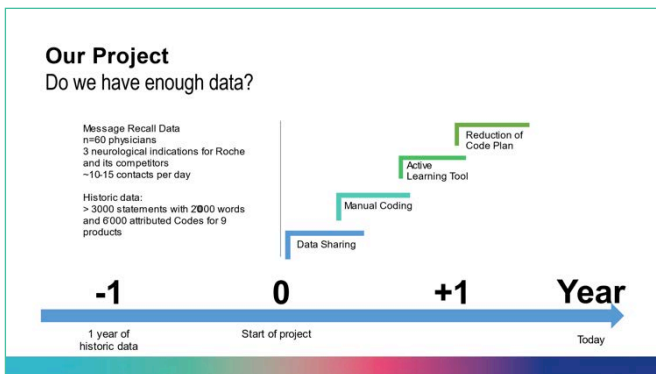 Our Project
Do we have enough data?
Message Recall Data
n=60 physicians
3 neurological indications for Roche
and its competitors
~10-15 contacts per day
Historic data:
> 3000 statements with words
and 6'000 attributed Codes for 9
products
Reduction of
Code Plan
Active
Learning Tool
Manual Coding
Data Sharing
-1
0
+1
Year
1 year of
historic data
Start of project
Today